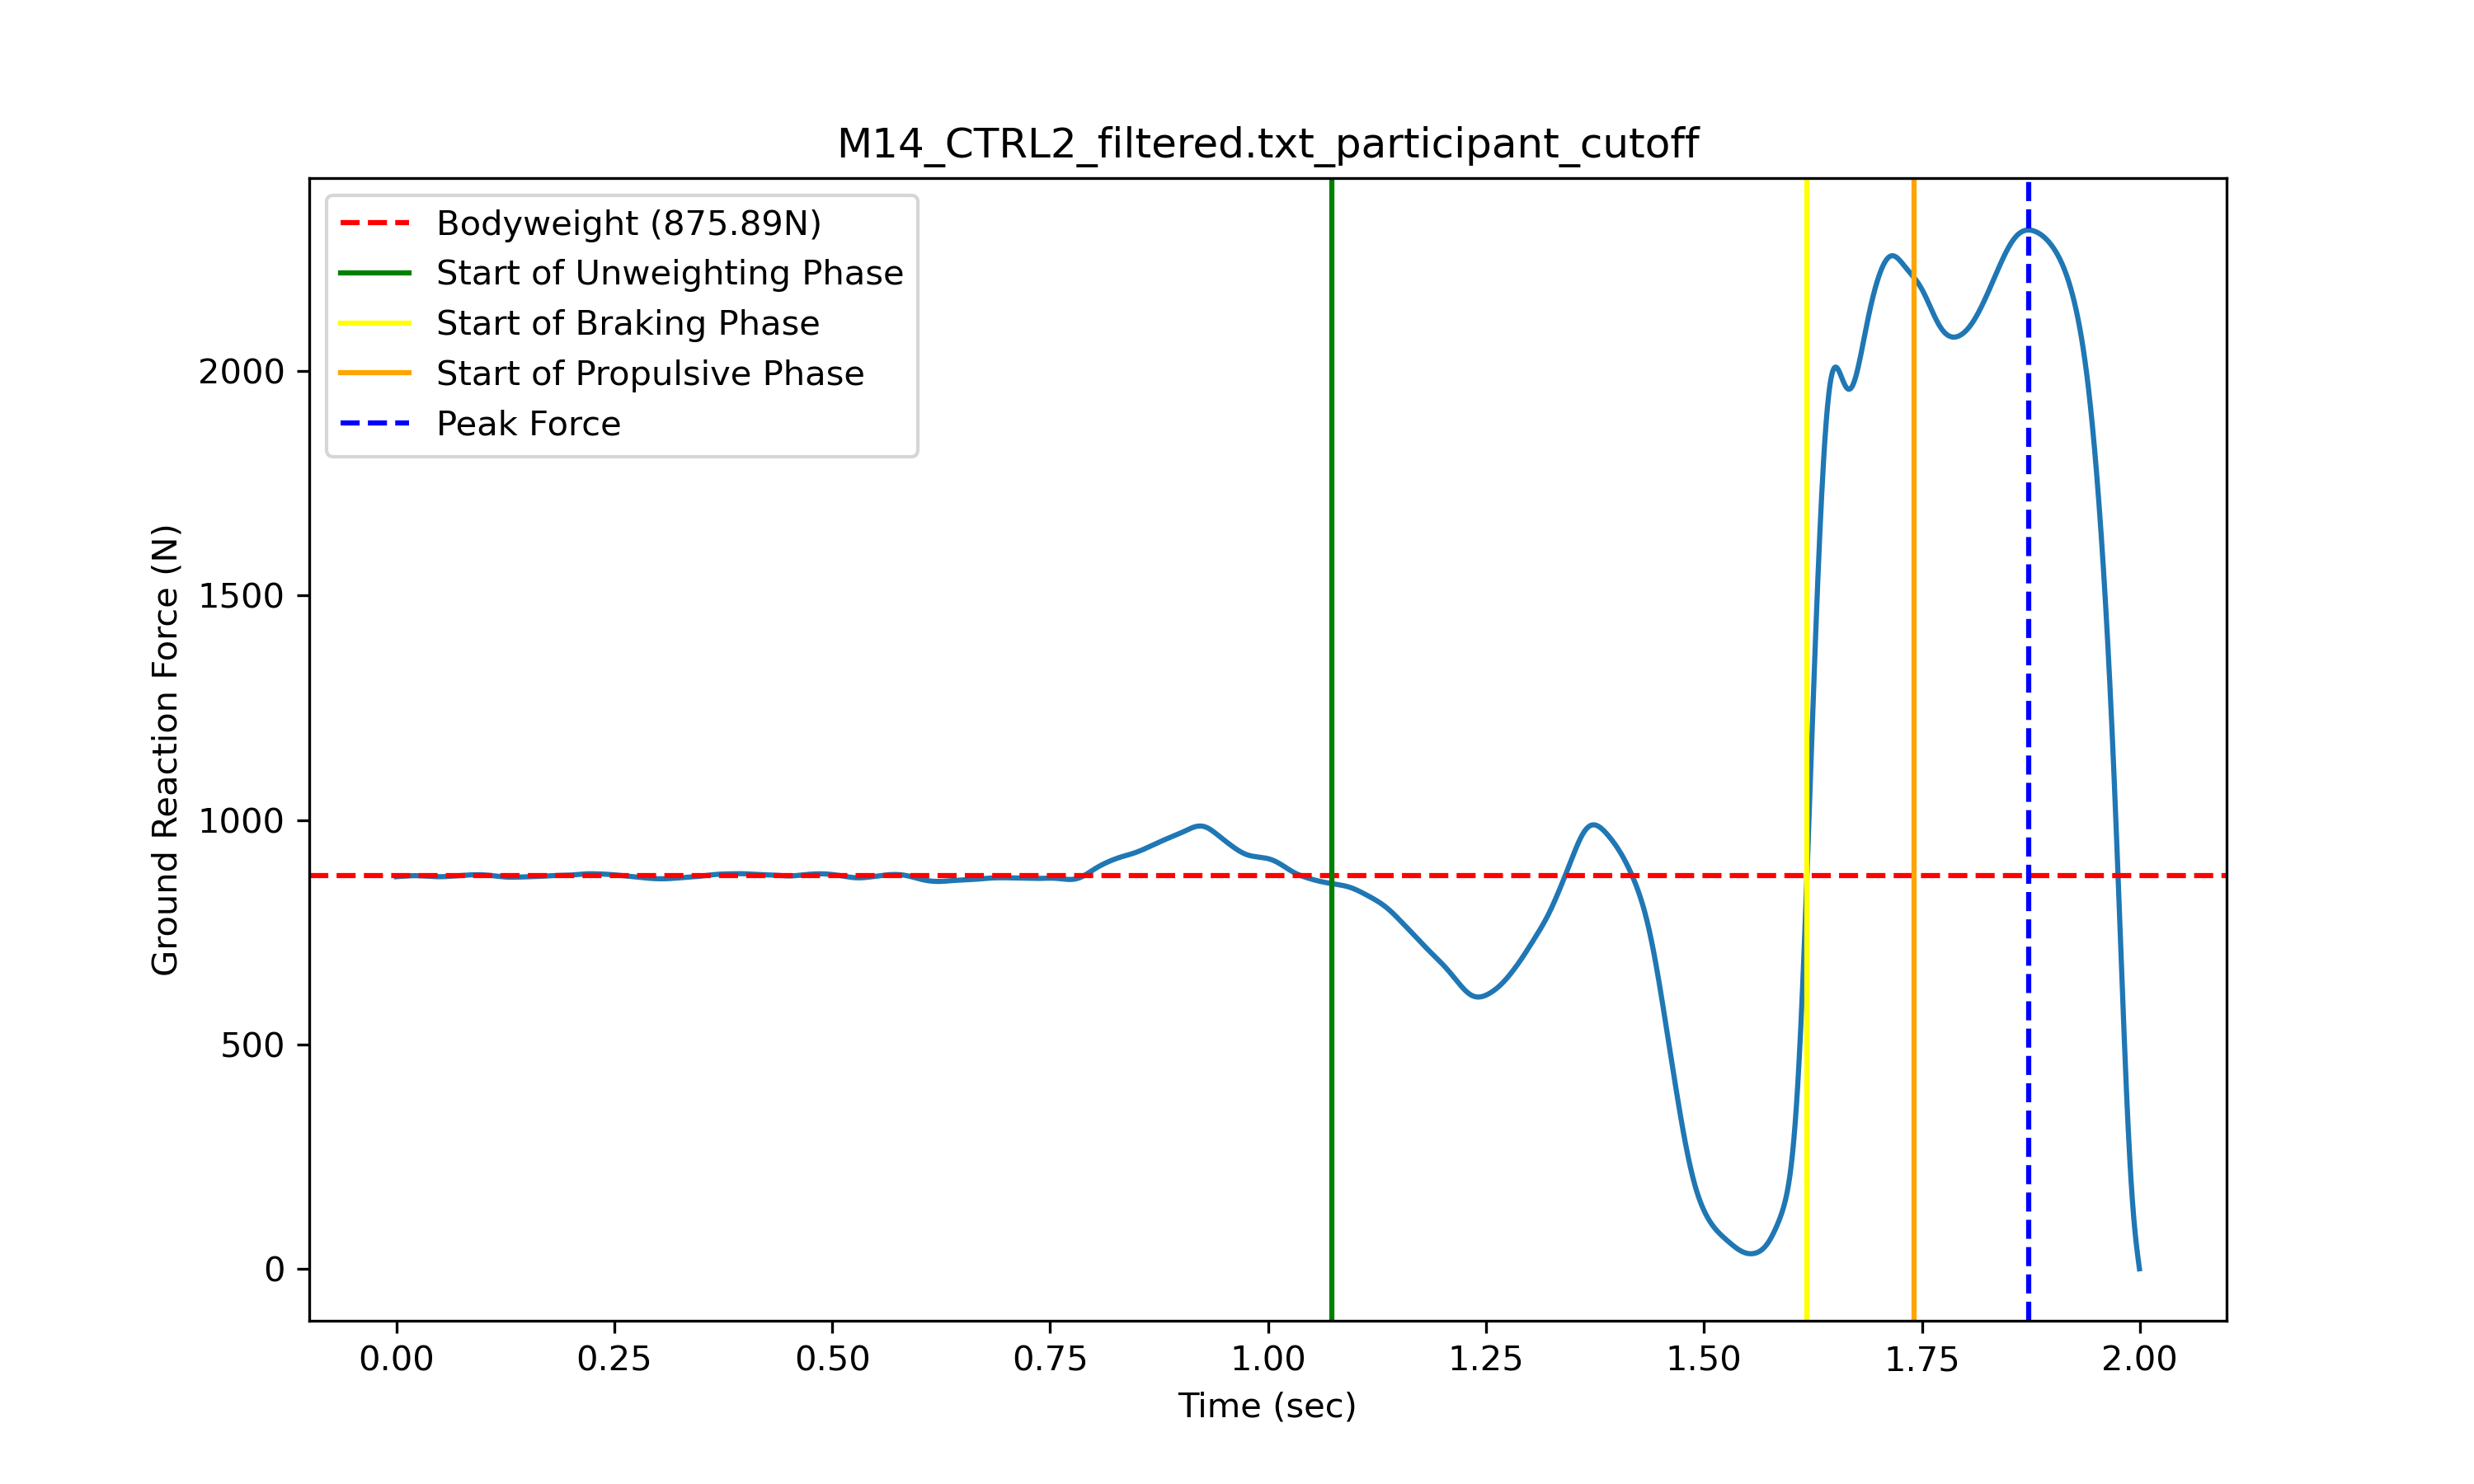 M14_CTRL2_filtered.txt_participant_cutoff
Bodyweight (875.89N)
Start of Unweighting Phase
Start of Braking Phase
Start of Propulsive Phase
Peak Force
Ground Reaction Force (N)
2000
1500
1000
500
0
0.00 0.25 0.50 0.75 1.00 1.25 1.50 1.75 2.00
Time (sec)